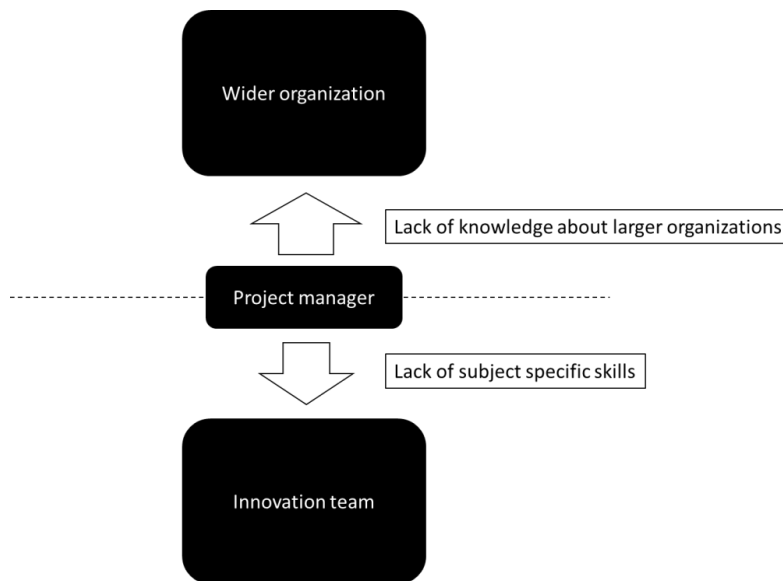 Wider organization
Lack of knowledge about larger organizations
Project manager
Lack of subject specific skills
Innovation team